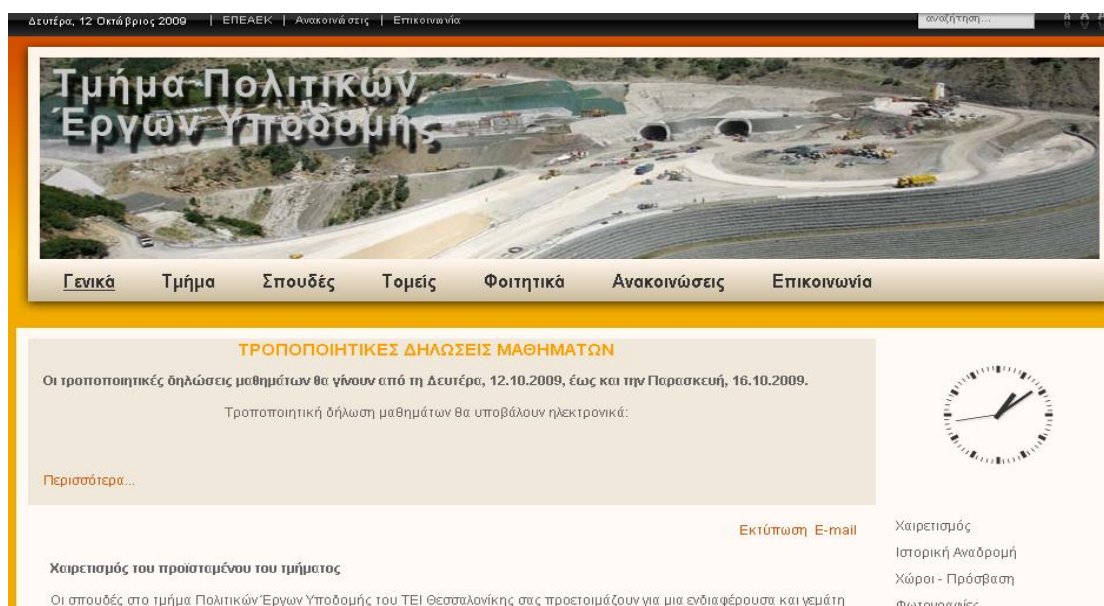 Δευτέρα, 12 Οκτώβριος 2009 | ΕΠΕΑΕΚ | Ανακοινώσεις | Επικοινωνία
αναζήτηση...
Τμήμα Πολιτικών
Έργων Υποδομής
Γενικά Τμήμα Σπουδές Τομείς Φοιτητικά Ανακοινώσεις Επικοινωνία
ΤΡΟΠΟΠΟΙΗΤΙΚΕΣ ΔΗΛΩΣΕΙΣ ΜΑΘΗΜΑΤΩΝ
Οι τροποποιητικές δηλώσεις μαθημάτων θα γίνουν από τη Δευτέρα, 12.10.2009, έως και την Παρασκευή, 16.10.2009.
Τροποποιητική δήλωση μαθημάτων θα υποβάλουν ηλεκτρονικά:
Περισσότερα...
Εκτύπωση E-mail
Χαιρετισμός του προϊσταμένου του τμήματος
Οι σπουδές στο τμήμα Πολιτικών Έργων Υποδομής του ΤΕΙ Θεσσαλονίκης σας προετοιμάζουν για μια ενδιαφέρουσα και γεμάτη
Χαιρετισμός
Ιστορική Αναδρομή
Χώροι - Πρόσβαση
Φωτογραφίες